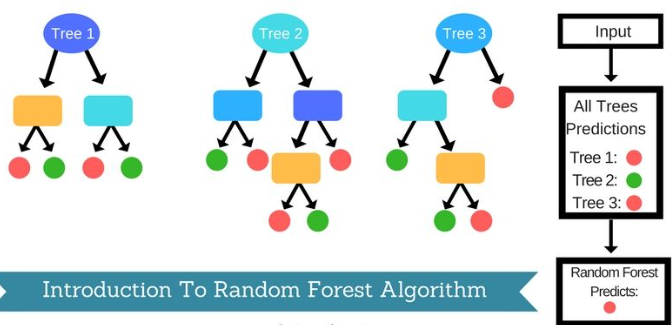 Tree 1
Tree 2
Tree 3
Input
All Trees
Predictions
Tree 1:
Tree 2:
Tree 3:
Random Forest
Predicts:
Introduction To Random Forest Algorithm